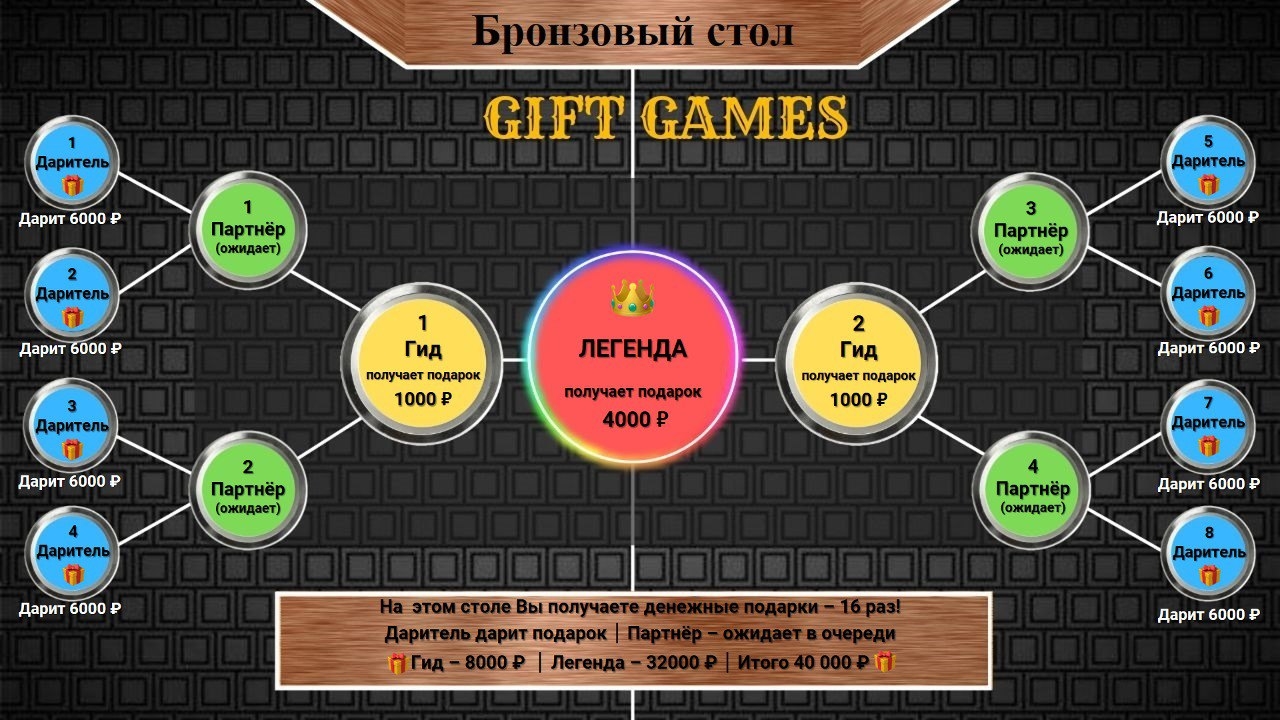 Бронзовый стол
GIFT GAMES
1
Даритель
Дарит 6000 ₽
2
Даритель
Дарит 6000 ₽
3
Даритель
Дарит 6000 ₽
4
Даритель
Дарит 6000 ₽
1
Партнёр
(ожидает)
2
Партнёр
(ожидает)
1
Гид
получает подарок
1000 ₽
ЛЕГЕНДА
получает подарок
4000 ₽
2
Гид
получает подарок
1000 ₽
3
Партнёр
(ожидает)
4
Партнёр
(ожидает)
5
Даритель
Дарит 6000 ₽
6
Даритель
Дарит 6000 ₽
7
Даритель
Дарит 6000 ₽
8
Даритель
Дарит 6000 ₽
На этом столе Вы получаете денежные подарки – 16 раз!
Даритель дарит подарок | Партнёр – ожидает в очереди
Гид – 8000 ₽ | Легенда – 32000 ₽ | Итого 40 000 ₽